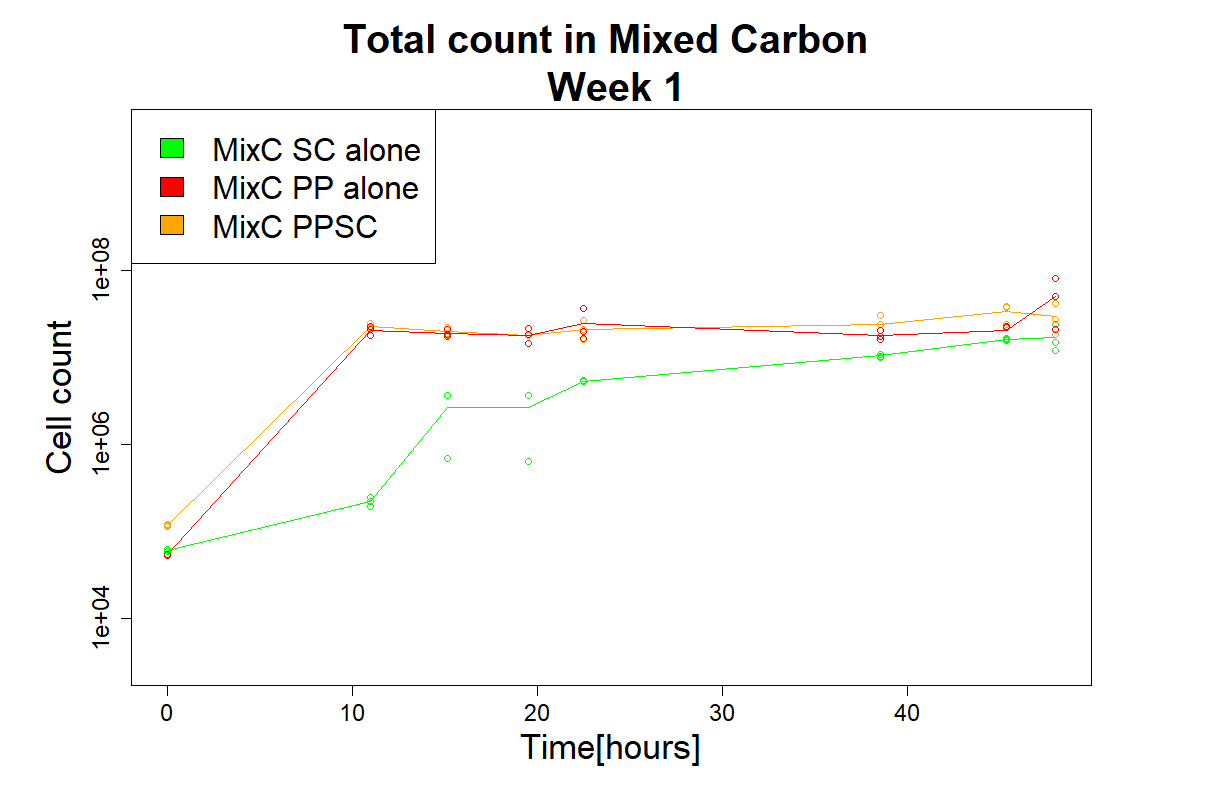 Total count in Mixed Carbon
Week 1
MixC SC alone
MixC PP alone
MixC PPSC
Cell count
1e+08
1e+06
1e+04
0 10 20 30 40
Time[hours]